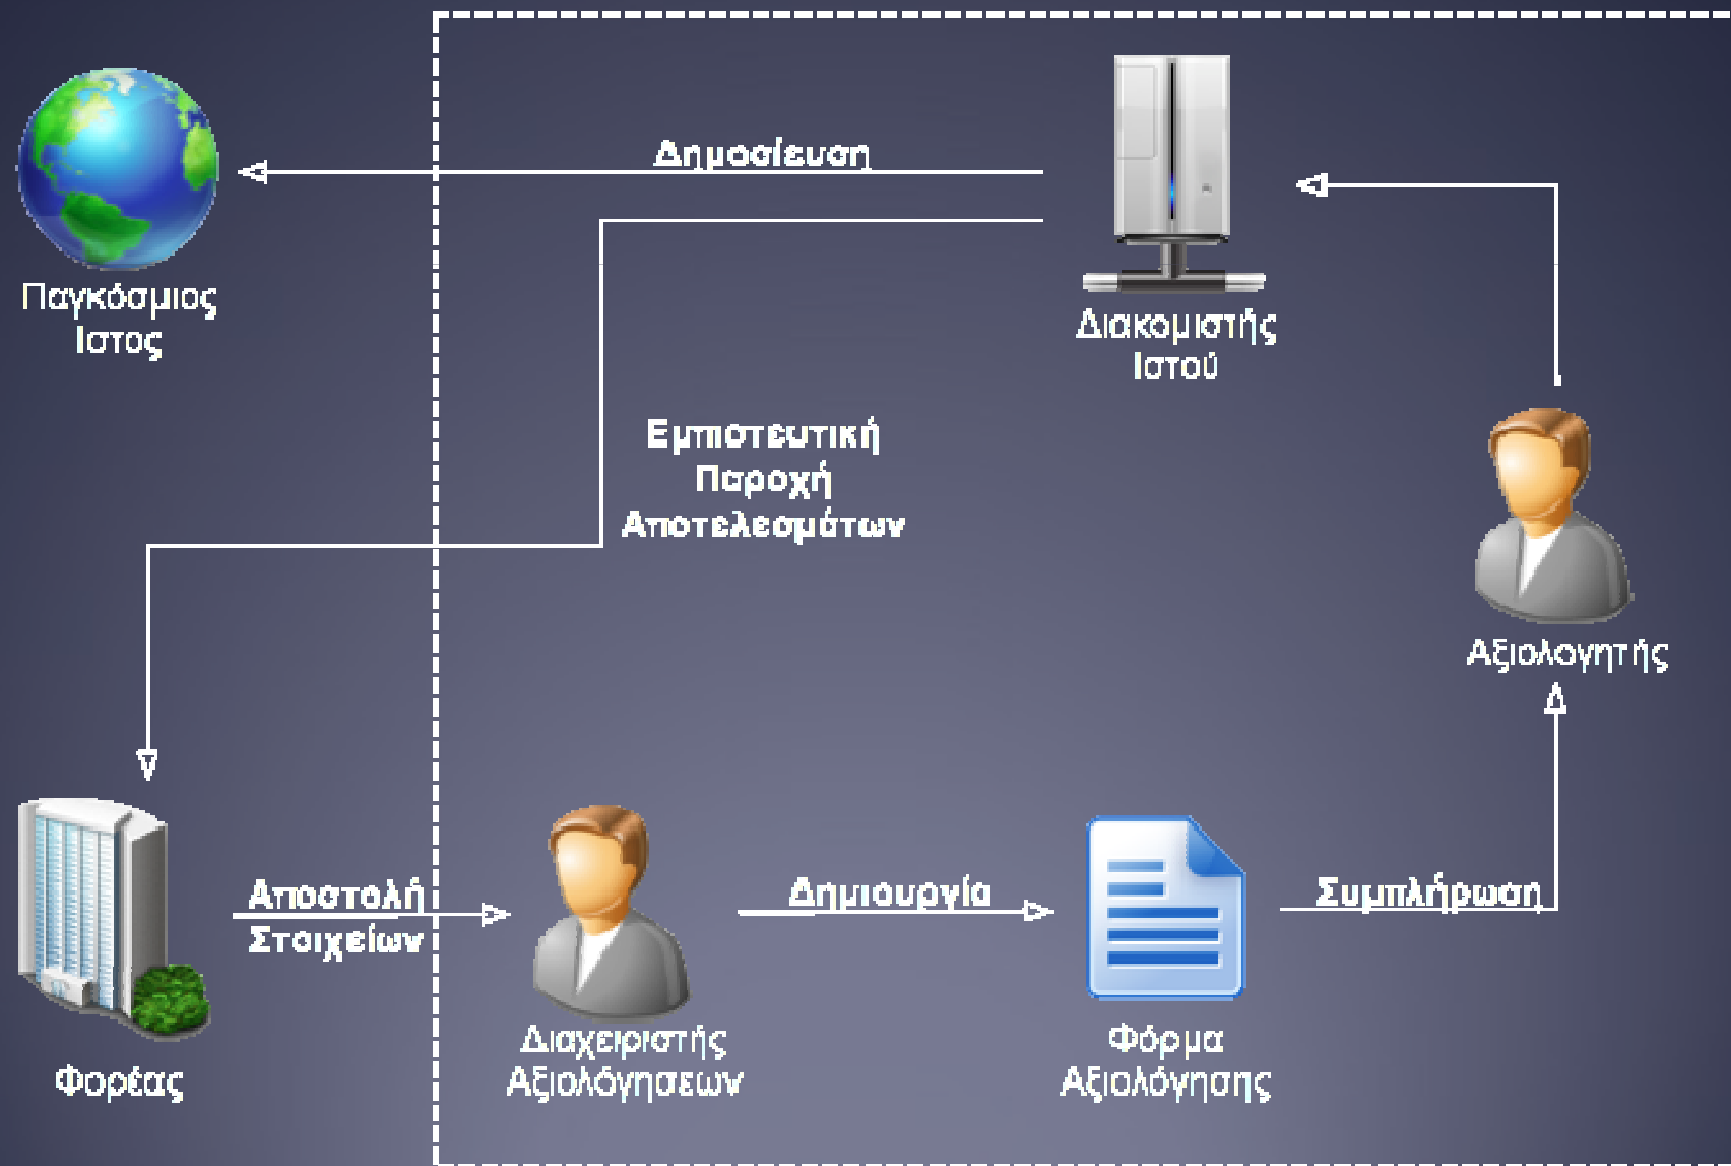 Δημοσίευση
Παγκόσμιος
Ιστος
Διακομιστής
Ιστού
Εμπιστευτική
Παροχή
Αποτελεσμάτων
Αξιολογητής
Αποστολή
Στοιχείων
Δημιουργία
Συμπλήρωση
Φορέας
Διαχειριστής
Αξιολόγησεων
Φόρμα
Αξιολόγησης